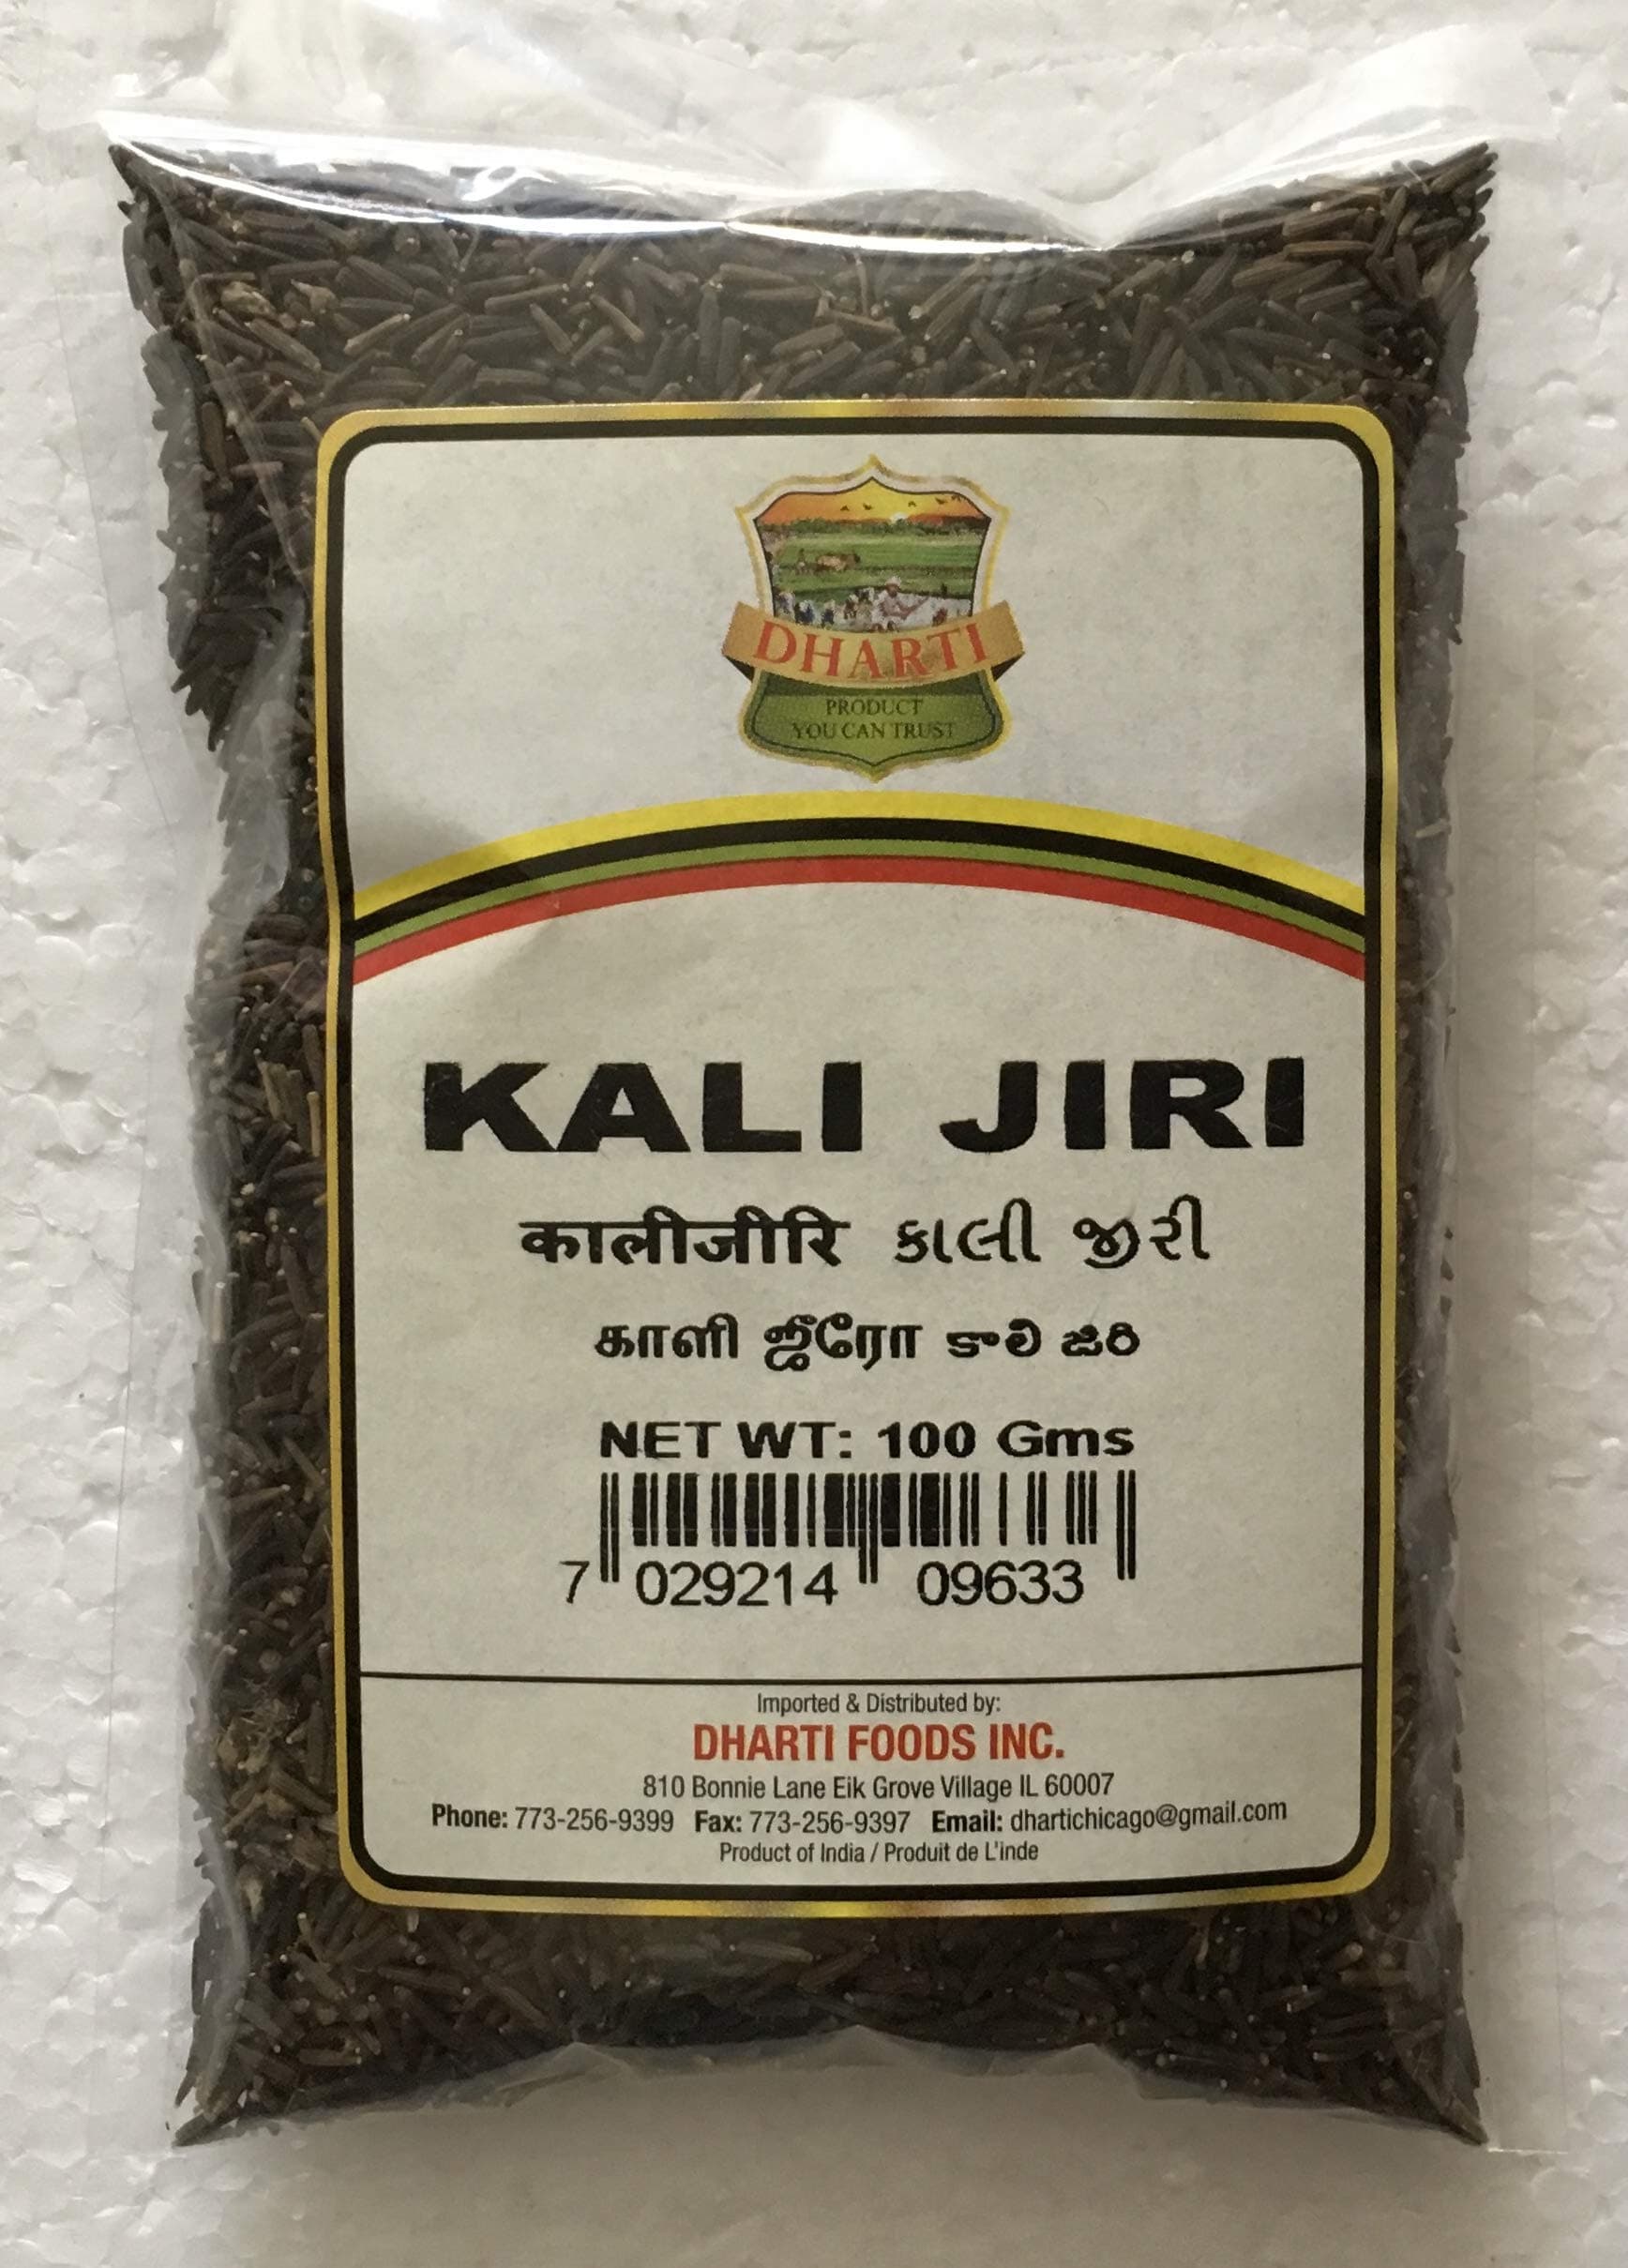 DHARTI
PRODUCT
YOU CAN TRUST
KALI JIRI
कालीजीरि કાલી જીરી
காளி ஜீரோ కాలి జిరి
NET WT: 100 Gms
7 029214 09633
Imported & Distributed by:
DHARTI FOODS INC.
810 Bonnie Lane Eik Grove Village IL 60007
Phone: 773-256-9399 Fax: 773-256-9397 Email: dhartichicago@gmail.com
Product of India / Produit de L'inde